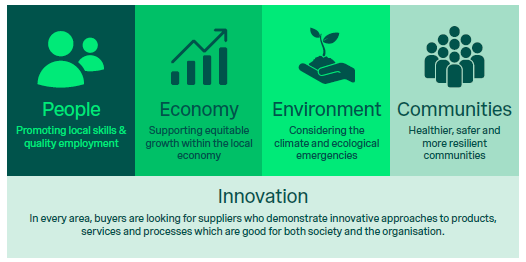 People
Promoting local skills &
quality employment
Economy
Supporting equitable
growth within the local
economy
Environment
Considering the
climate and ecological
emergencies
Communities
Healthier, safer and
more resilient
communities
Innovation
In every area, buyers are looking for suppliers who demonstrate innovative approaches to products,
services and processes which are good for both society and the organisation.